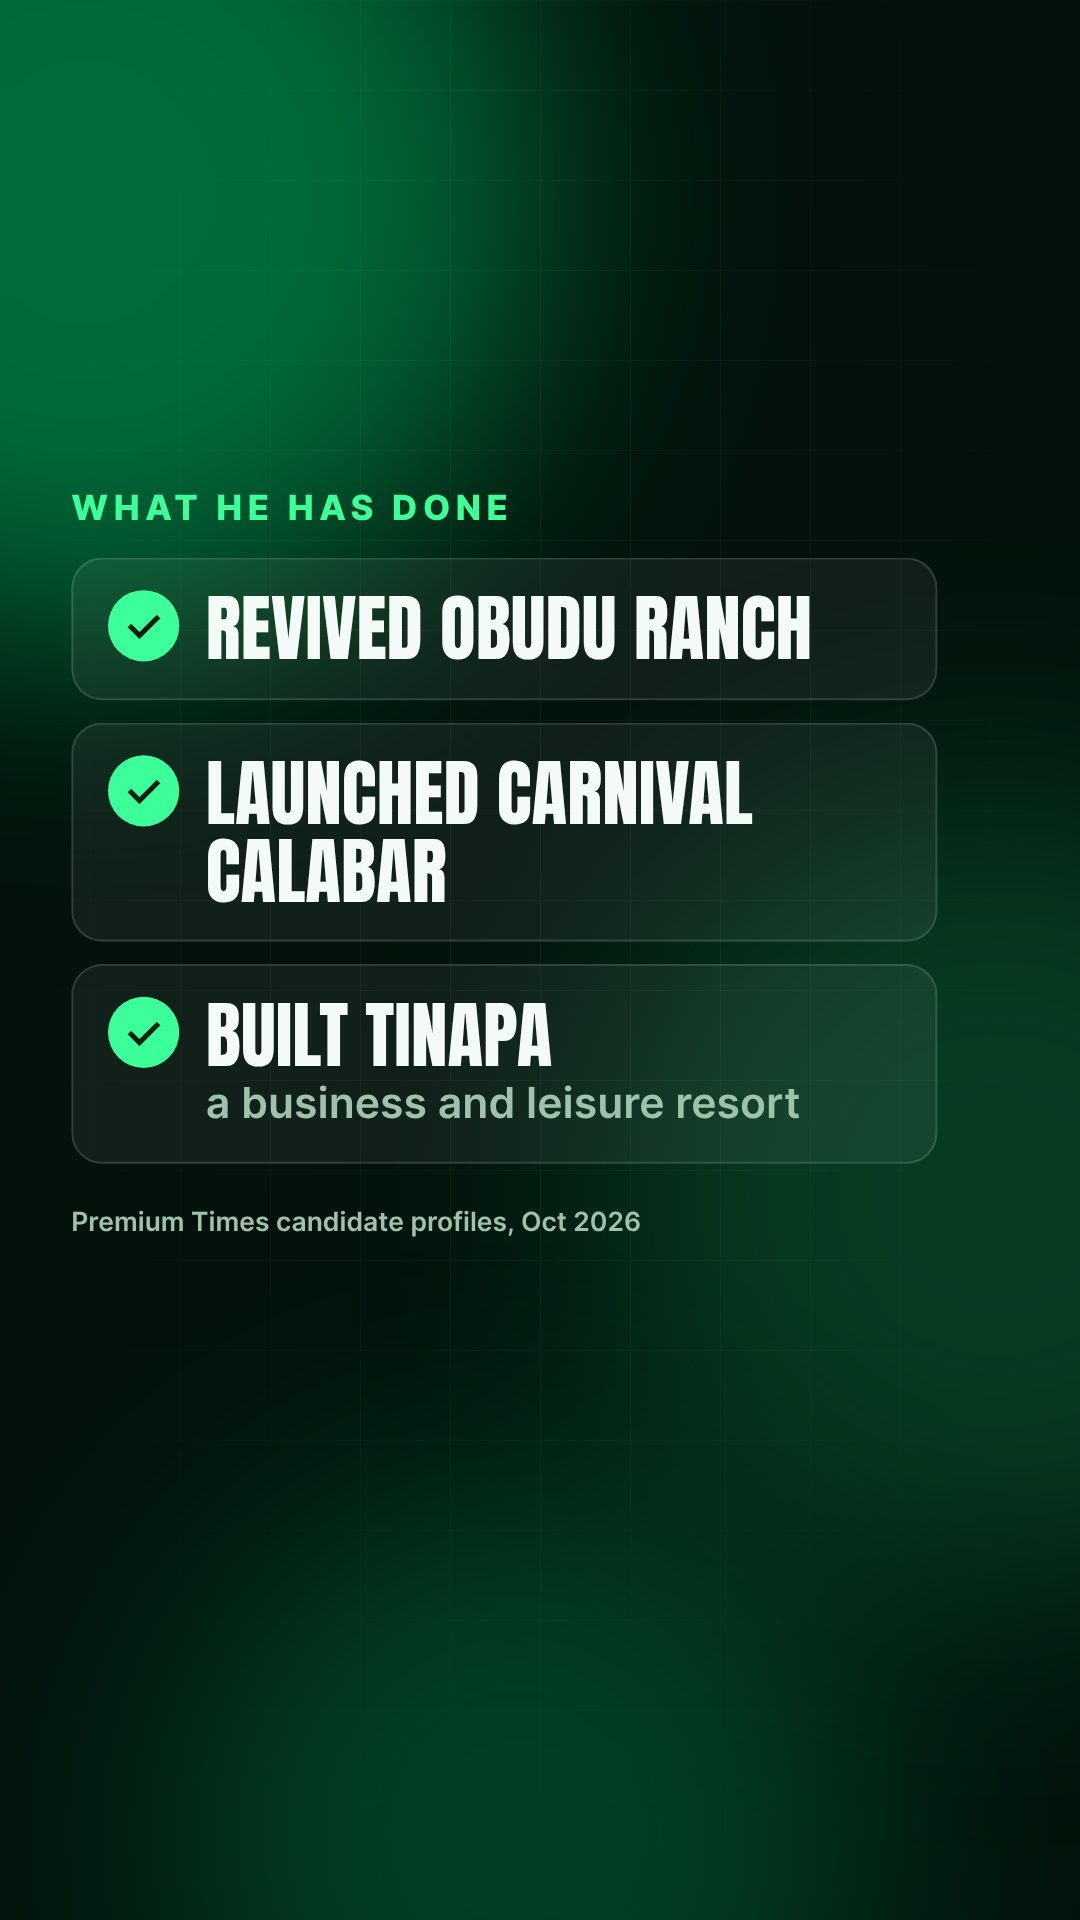 WHAT HE HAS DONE
REVIVED OBUDU RANCH
LAUNCHED CARNIVAL
CALABAR
BUILT TINAPA
a business and leisure resort
Premium Times candidate profiles, Oct 2026